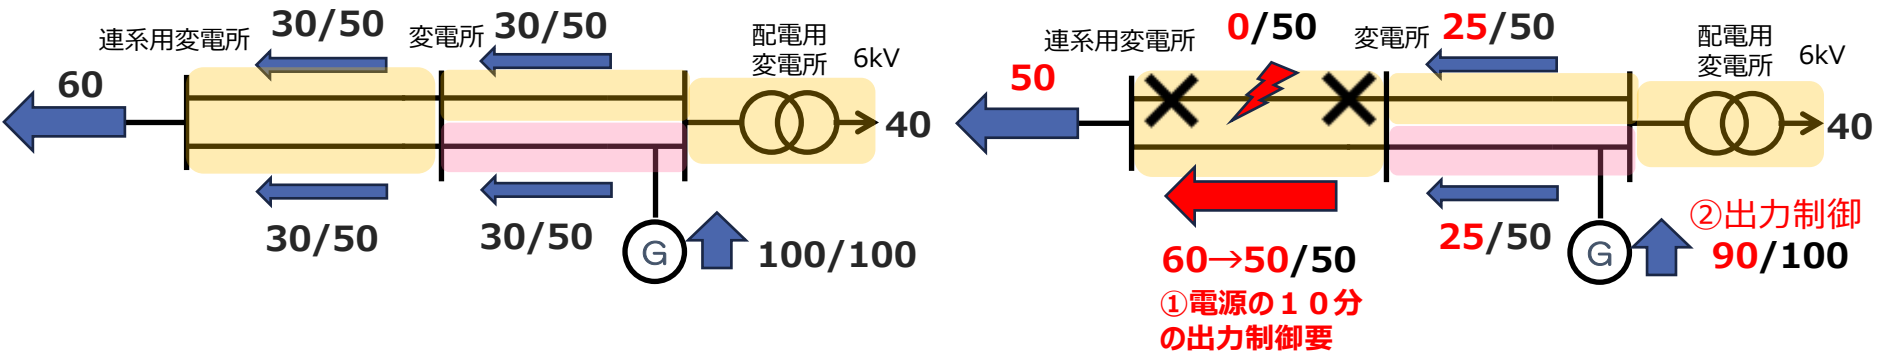 30/50
30/50
連系用変電所
変電所
配電用
変電所
6kV
60
40
30/50
30/50
G
100/100
0/50
25/50
連系用変電所
変電所
配電用
変電所
6kV
50
40
60→50/50
25/50
G
②出力制御
90/100
①電源の１０分
の出力制御要